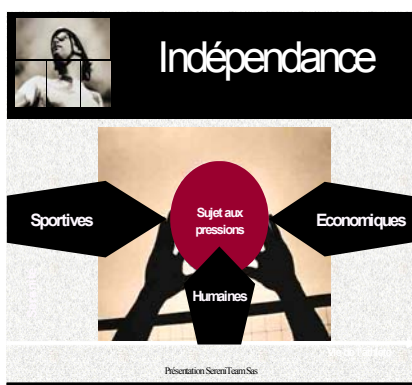 Indépendance
Sportives
Sujet aux
pressions
Economiques
Humaines
Présentation SereniTeam Sas